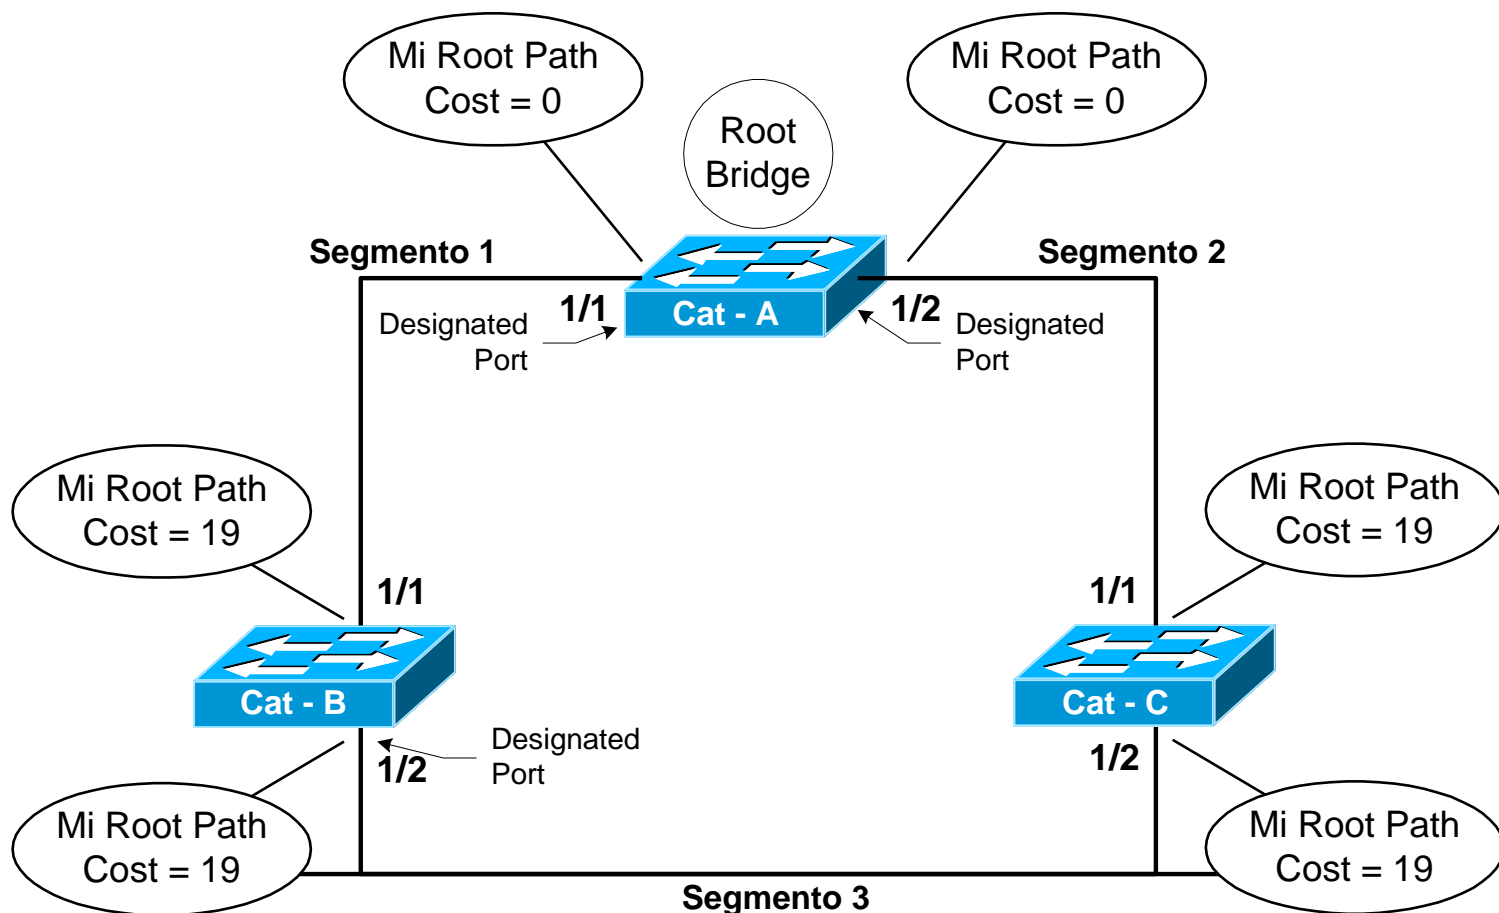 Mi Root Path
Cost = 0
Mi Root Path
Cost = 0
Root
Bridge
Segmento 1
Segmento 2
1/1
Cat - A
1/2
Designated
Port
Designated
Port
Mi Root Path
Cost = 19
Mi Root Path
Cost = 19
1/1
1/1
Cat - B
Cat - C
1/2
Designated
Port
1/2
Mi Root Path
Cost = 19
Mi Root Path
Cost = 19
Segmento 3